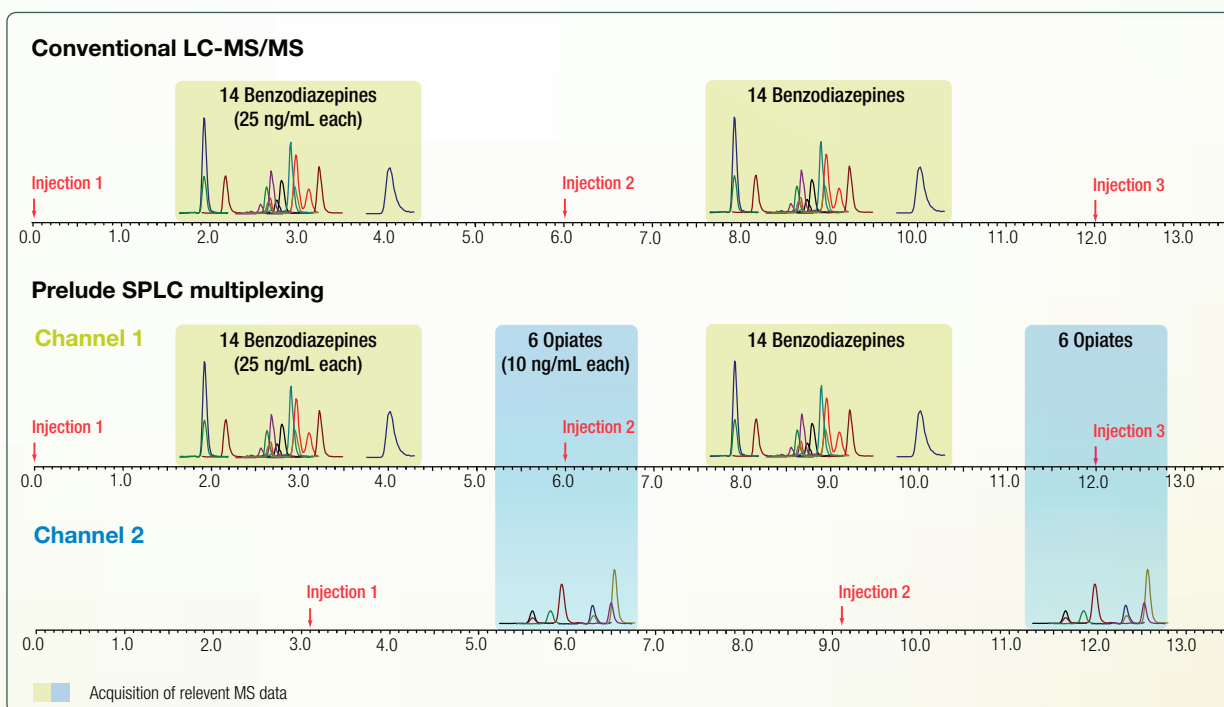 Conventional LC-MS/MS
14 Benzodiazepines
(25 ng/mL each)
14 Benzodiazepines
Injection 1
Injection 2
Injection 3
0.0 1.0 2.0 3.0 4.0 5.0 6.0 7.0 8.0 9.0 10.0 11.0 12.0 13.0
Prelude SPLC multiplexing
Channel 1
14 Benzodiazepines
(25 ng/mL each)
6 Opiates
(10 ng/mL each)
14 Benzodiazepines
6 Opiates
Injection 1
Injection 2
Injection 3
0.0 1.0 2.0 3.0 4.0 5.0 6.0 7.0 8.0 9.0 10.0 11.0 12.0 13.0
Channel 2
Injection 1
Injection 2
0.0 1.0 2.0 3.0 4.0 5.0 6.0 7.0 8.0 9.0 10.0 11.0 12.0 13.0
Acquisition of relevent MS data